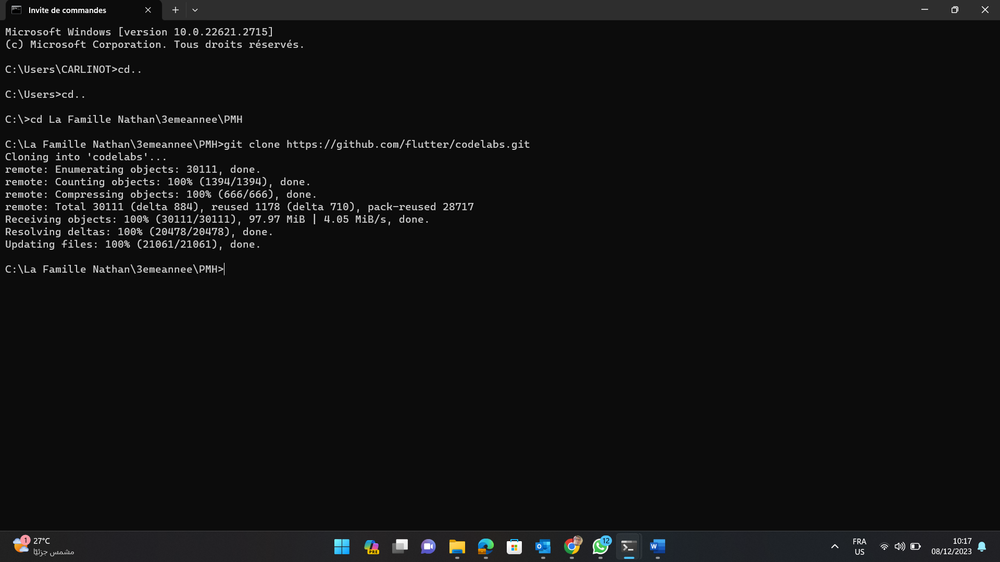 Invite de commandes
Microsoft Windows [version 10.0.22621.2715]
(c) Microsoft Corporation. Tous droits réservés.
C:\Users\CARLINOT>cd..
C:\Users>cd..
C:\>cd La Famille Nathan\3emeannee\PMH
C:\La Famille Nathan\3emeannee\PMH>git clone https://github.com/flutter/codelabs.git
Cloning into 'codelabs'...
remote: Enumerating objects: 30111, done.
remote: Counting objects: 100% (1394/1394), done.
remote: Compressing objects: 100% (666/666), done.
remote: Total 30111 (delta 884), reused 1178 (delta 710), pack-reused 28717
Receiving objects: 100% (30111/30111), 97.97 MiB | 4.05 MiB/s, done.
Resolving deltas: 100% (20478/20478), done.
Updating files: 100% (21061/21061), done.
C:\La Famille Nathan\3emeannee\PMH>
1
27°C
مشمس جزئيًا
PRE
12
FRA
US
10:17
08/12/2023